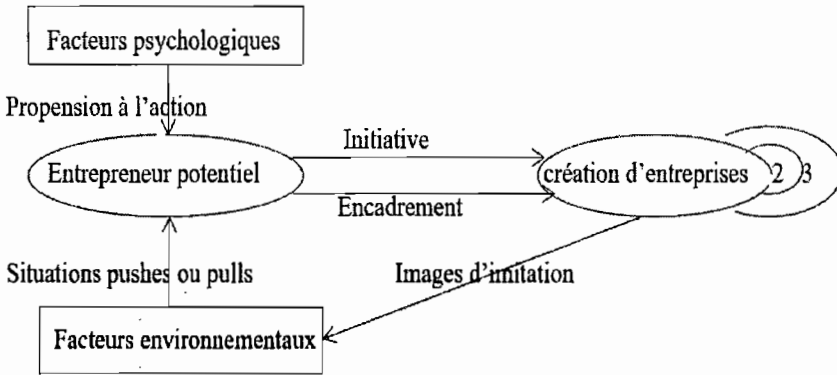 Facteurs psychologiques
Propension à l'action
Initiative
Entrepreneur potentiel
création d'entreprises
2 3
Encadrement
Situations pushes ou pulls
Images d'imitation
Facteurs environnementaux